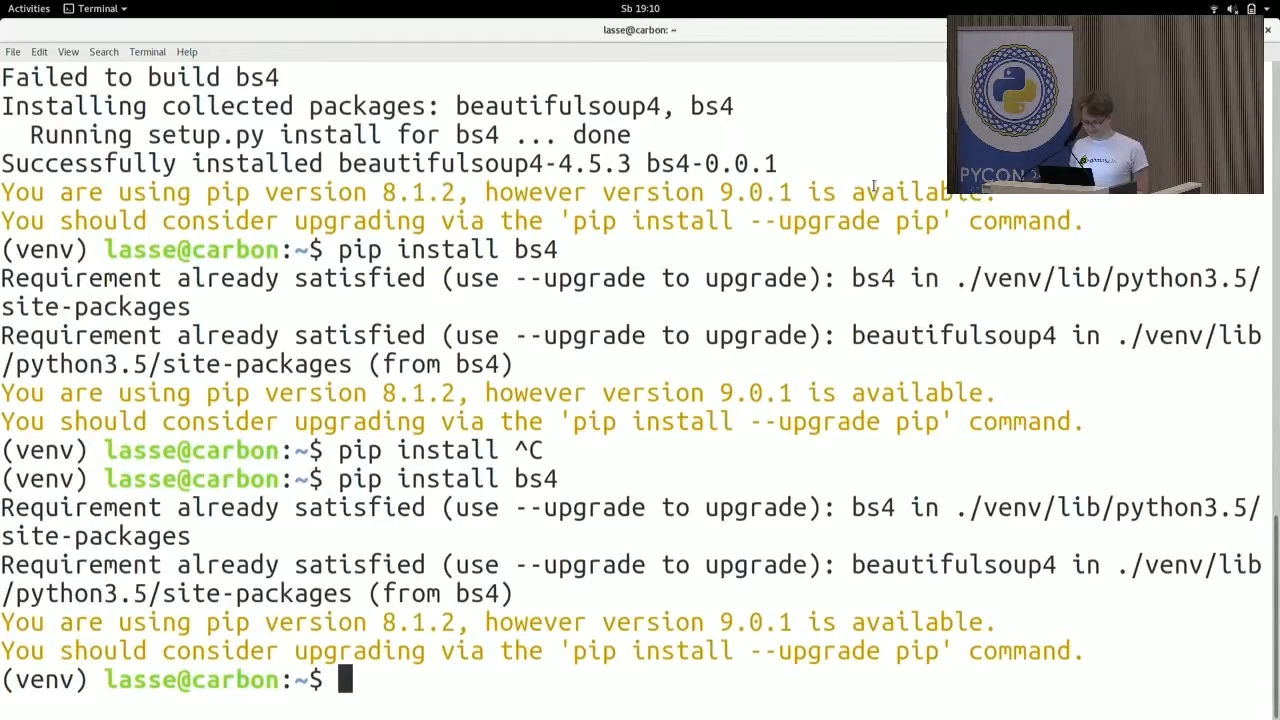 Activities
Terminal
Sb 19:10
lasse@carbon: ~
File Edit View Search Terminal Help
Failed to build bs4
Installing collected packages: beautifulsoup4, bs4
Running setup.py install for bs4 ... done
Successfully installed beautifulsoup4-4.5.3 bs4-0.0.1
You are using pip version 8.1.2, however version 9.0.1 is available.
You should consider upgrading via the 'pip install --upgrade pip' command.
(venv) lasse@carbon:~$ pip install bs4
Requirement already satisfied (use --upgrade to upgrade): bs4 in ./venv/lib/python3.5/
site-packages
Requirement already satisfied (use --upgrade to upgrade): beautifulsoup4 in ./venv/lib
/python3.5/site-packages (from bs4)
You are using pip version 8.1.2, however version 9.0.1 is available.
You should consider upgrading via the 'pip install --upgrade pip' command.
(venv) lasse@carbon:~$ pip install ^C
(venv) lasse@carbon:~$ pip install bs4
Requirement already satisfied (use --upgrade to upgrade): bs4 in ./venv/lib/python3.5/
site-packages
Requirement already satisfied (use --upgrade to upgrade): beautifulsoup4 in ./venv/lib
/python3.5/site-packages (from bs4)
You are using pip version 8.1.2, however version 9.0.1 is available.
You should consider upgrading via the 'pip install --upgrade pip' command.
(venv) lasse@carbon:~$
PYCON